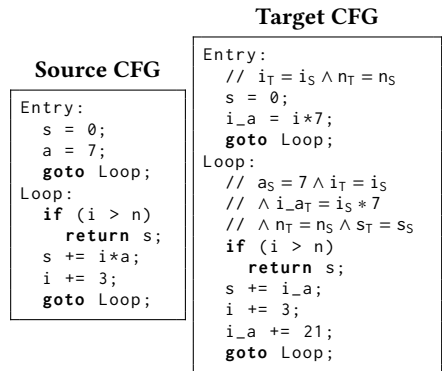 Source CFG
Entry:
s = 0;
a = 7;
goto Loop;
Loop:
if (i > n)
return s;
s += i*a;
i += 3;
goto Loop;
Target CFG
Entry:
// i_T = i_S ∧ n_T = n_S
s = 0;
i_a = i*7;
goto Loop;
Loop:
// a_S = 7 ∧ i_T = i_S
// ∧ i_a_T = i_S * 7
// ∧ n_T = n_S ∧ s_T = s_S
if (i > n)
return s;
s += i_a;
i += 3;
i_a += 21;
goto Loop;